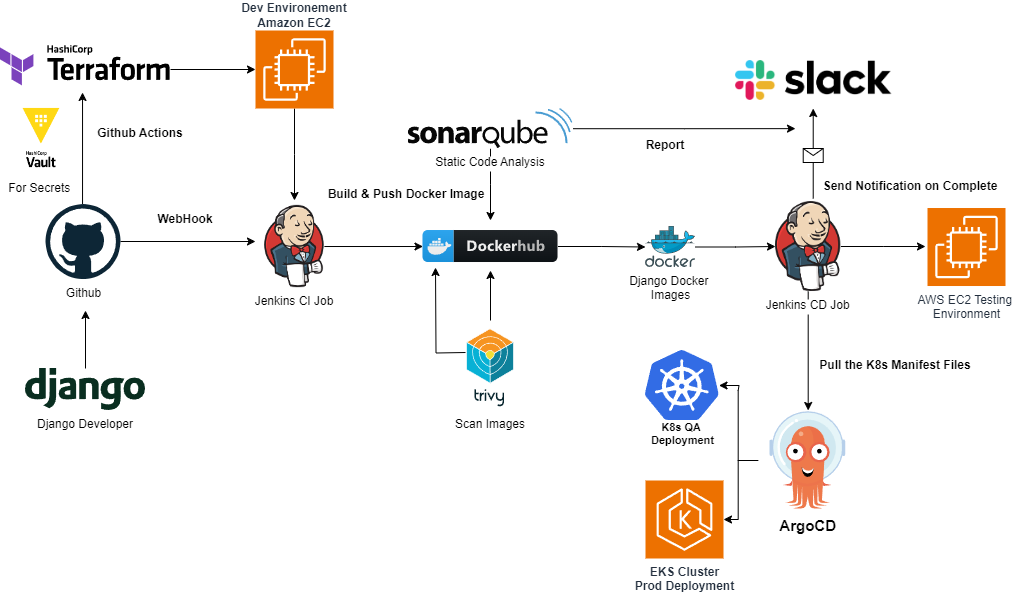 Dev Environement
Amazon EC2
HashiCorp
Terraform
slack
Github Actions
HashiCorp
Vault
sonarqube
Static Code Analysis
Report
For Secrets
Build & Push Docker Image
Send Notification on Complete
WebHook
Dockerhub
docker
Github
Jenkins CI Job
Django Docker
Images
Jenkins CD Job
AWS EC2 Testing
Environment
django
Django Developer
trivy
Scan Images
Pull the K8s Manifest Files
K8s QA
Deployment
K
ArgoCD
EKS Cluster
Prod Deployment